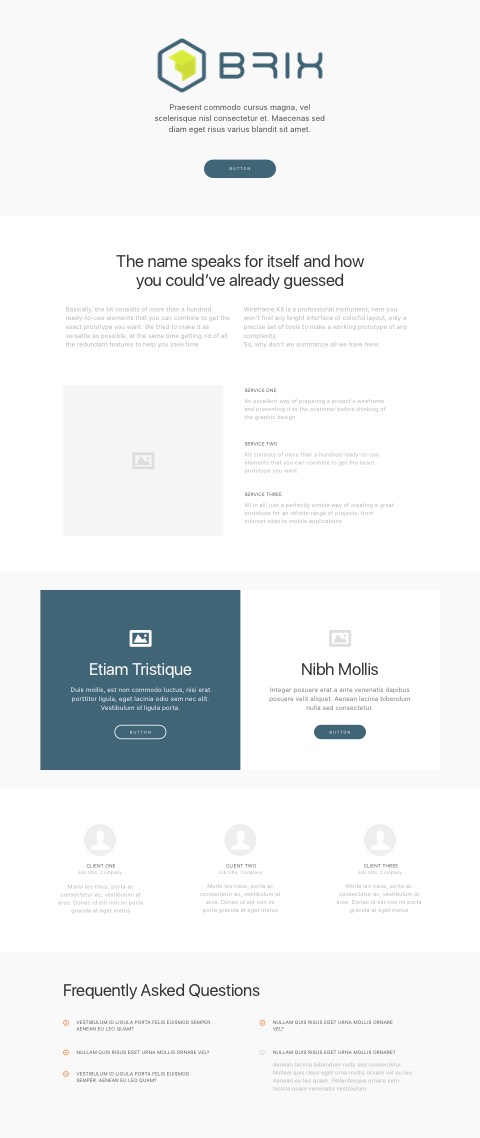 BRIX
Praesent commodo cursus magna, vel
scelerisque nisl consectetur et. Maecenas sed
diam eget risus varius blandit sit amet.
BUTTON
The name speaks for itself and how
you could've already guessed
Basically, the kit consists of more than a hundred
ready-to-use elements that you can combine to get the
exact prototype you want. We tried to make it as
versatile as possible, at the same time getting rid of all
the redundant features to help you save time
Wireframe Kit is a professional instrument; here you
won't find any bright interface or colorful layout, only a
precise set of tools to make a working prototype of any
complexity.
So, why don't we summarize all we have here:
SERVICE ONE
An excellent way of preparing a project's wireframe
and presenting it to the customer before thinking of
the graphic design
SERVICE TWO
Kit consists of more than a hundred ready-to-use
elements that you can combine to get the exact
prototype you want.
SERVICE THREE
All in all, just a perfectly simple way of creating a great
prototype for an infinite range of projects: from
internet sites to mobile applications
Etiam Tristique
Duis mollis, est non commodo luctus, nisi erat
porttitor ligula, eget lacinia odio sem nec elit.
Vestibulum id ligula porta.
BUTTON
Nibh Mollis
Integer posuere erat a ante venenatis dapibus
posuere velit aliquet. Aenean lacinia bibendum
nulla sed consectetur.
BUTTON
CLIENT ONE
Job title, Company
Morbi leo risus, porta ac
consectetur ac, vestibulum at
eros. Donec id elit non mi porta
gravida at eget metus
CLIENT TWO
Job title, Company
Morbi leo risus, porta ac
consectetur ac, vestibulum at
eros. Donec id elit non mi
porta gravida at eget metus
CLIENT THREE
Job title, Company
Morbi leo risus, porta ac
consectetur ac, vestibulum at
eros. Donec id elit non mi porta
gravida at eget metus
Frequently Asked Questions
VESTIBULUM ID LIGULA PORTA FELIS EUISMOD SEMPER.
AENEAN EU LEO QUAM?
NULLAM QUIS RISUS EGET URNA MOLLIS ORNARE VEL?
VESTIBULUM ID LIGULA PORTA FELIS EUISMOD
SEMPER. AENEAN EU LEO QUAM?
NULLAM QUIS RISUS EGET URNA MOLLIS ORNARE
VEL?
NULLAM QUIS RISUS EGET URNA MOLLIS ORNARE?
Aenean lacinia bibendum nulla sed consectetur.
Nullam quis risus eget urna mollis ornare vel eu leo.
Aenean eu leo quam. Pellentesque ornare sem
lacinia quam venenatis vestibulum.